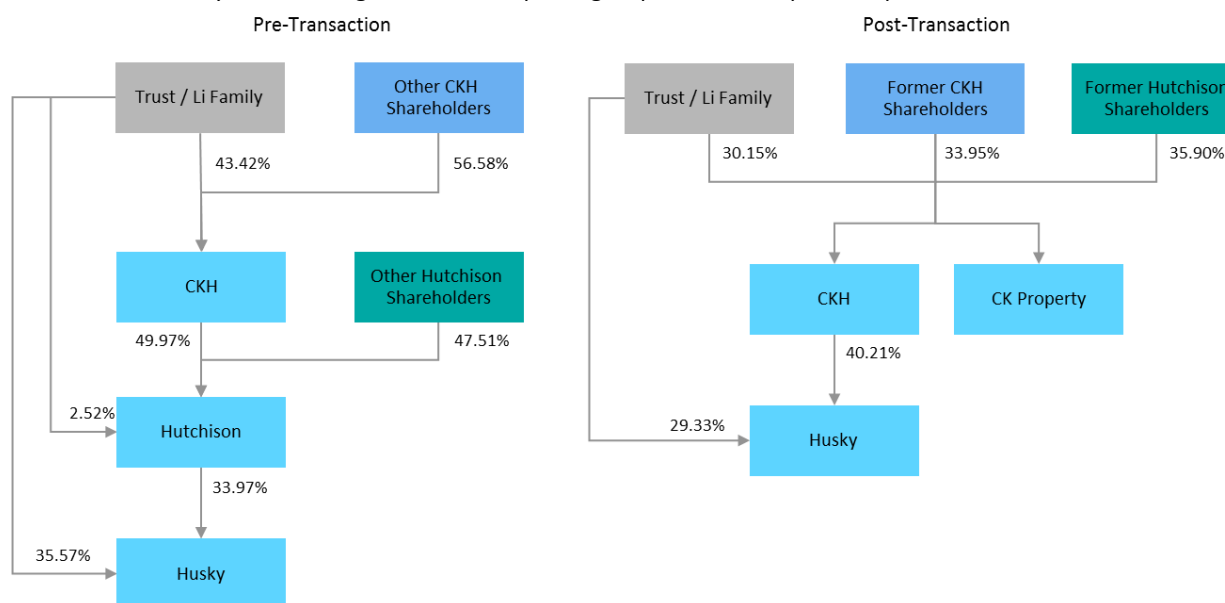 Pre-Transaction
Trust / Li Family
Other CKH
Shareholders
43.42%
56.58%
CKH
Other Hutchison
Shareholders
49.97%
47.51%
2.52%
Hutchison
33.97%
35.57%
Husky
Post-Transaction
Trust / Li Family
Former CKH
Shareholders
Former Hutchison
Shareholders
30.15%
33.95%
35.90%
CKH
CK Property
40.21%
29.33%
Husky